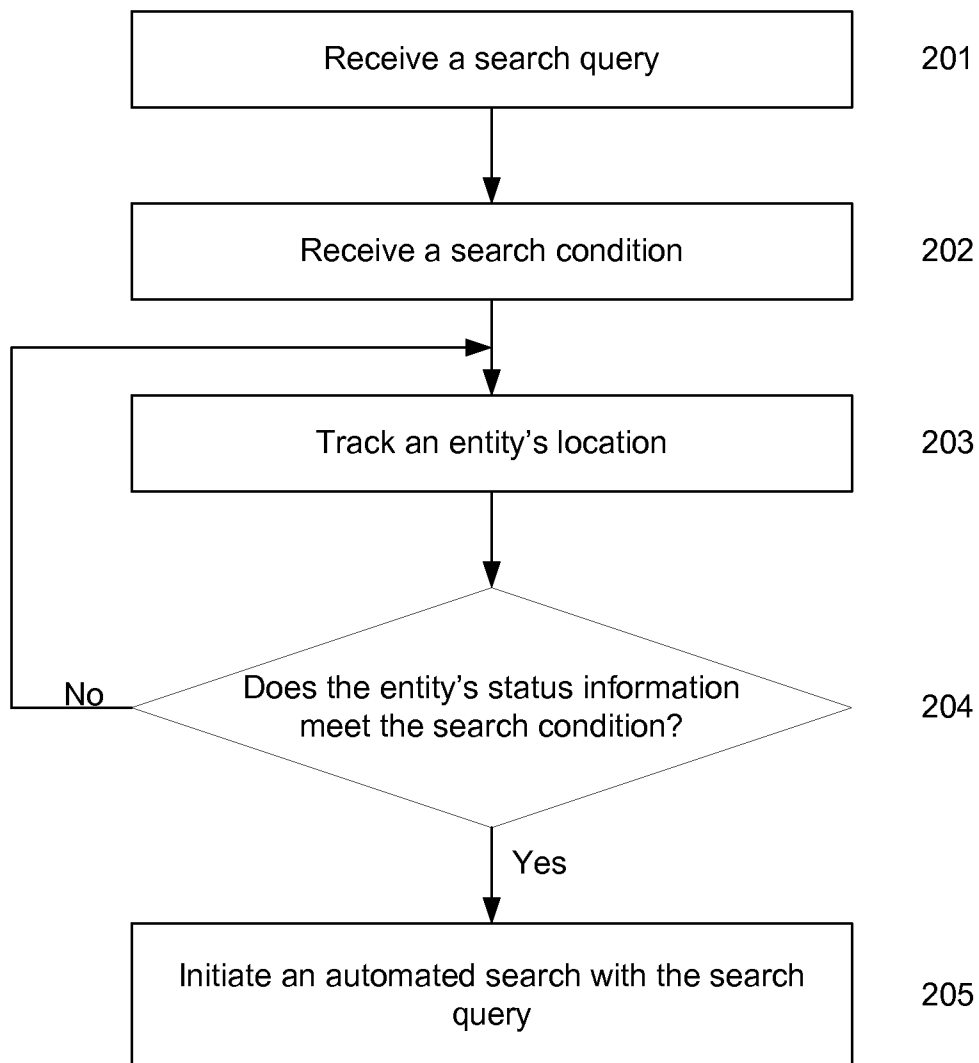 Receive a search query 201
Receive a search condition 202
Track an entity’s location 203
Does the entity’s status information
meet the search condition?
204
No
Yes
Initiate an automated search with the search
query
205